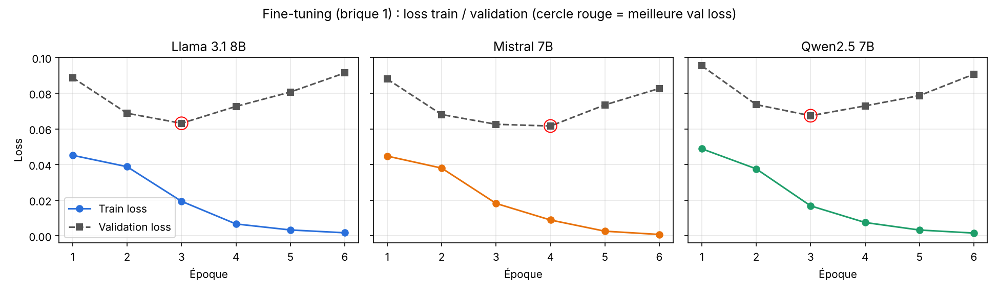 Fine-tuning (brique 1) : loss train / validation (cercle rouge = meilleure val loss)
Llama 3.1 8B
Mistral 7B
Qwen2.5 7B
Loss
0.10
0.08
0.06
0.04
0.02
0.00
Train loss
Validation loss
1 2 3 4 5 6
1 2 3 4 5 6
1 2 3 4 5 6
Époque
Époque
Époque